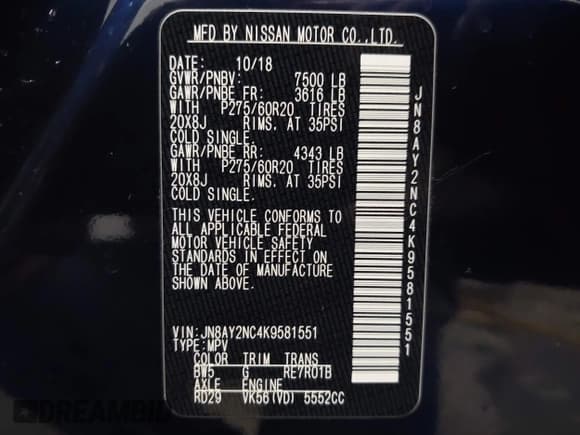 MFD BY NISSAN MOTOR CO.,LTD.
DATE: 10/18
GVWR/PNBV: 7500 LB
GAWR/PNBE FR: 3616 LB
WITH P275/60R20 TIRES
20X8J RIMS. AT 35PSI
COLD SINGLE.
GAWR/PNBE RR: 4343 LB
WITH P275/60R20 TIRES
20X8J RIMS. AT 35PSI
COLD SINGLE.
THIS VEHICLE CONFORMS TO
ALL APPLICABLE FEDERAL
MOTOR VEHICLE SAFETY
STANDARDS IN EFFECT ON
THE DATE OF MANUFACTURE
SHOWN ABOVE.
VIN: JN8AY2NC4K9581551
TYPE: MPV
COLOR TRIM TRANS
BW5 G RE7R01B
AXLE ENGINE
RD29 VK56(VD) 5552CC
JN8AY2NC4K9581551
DREAMBID